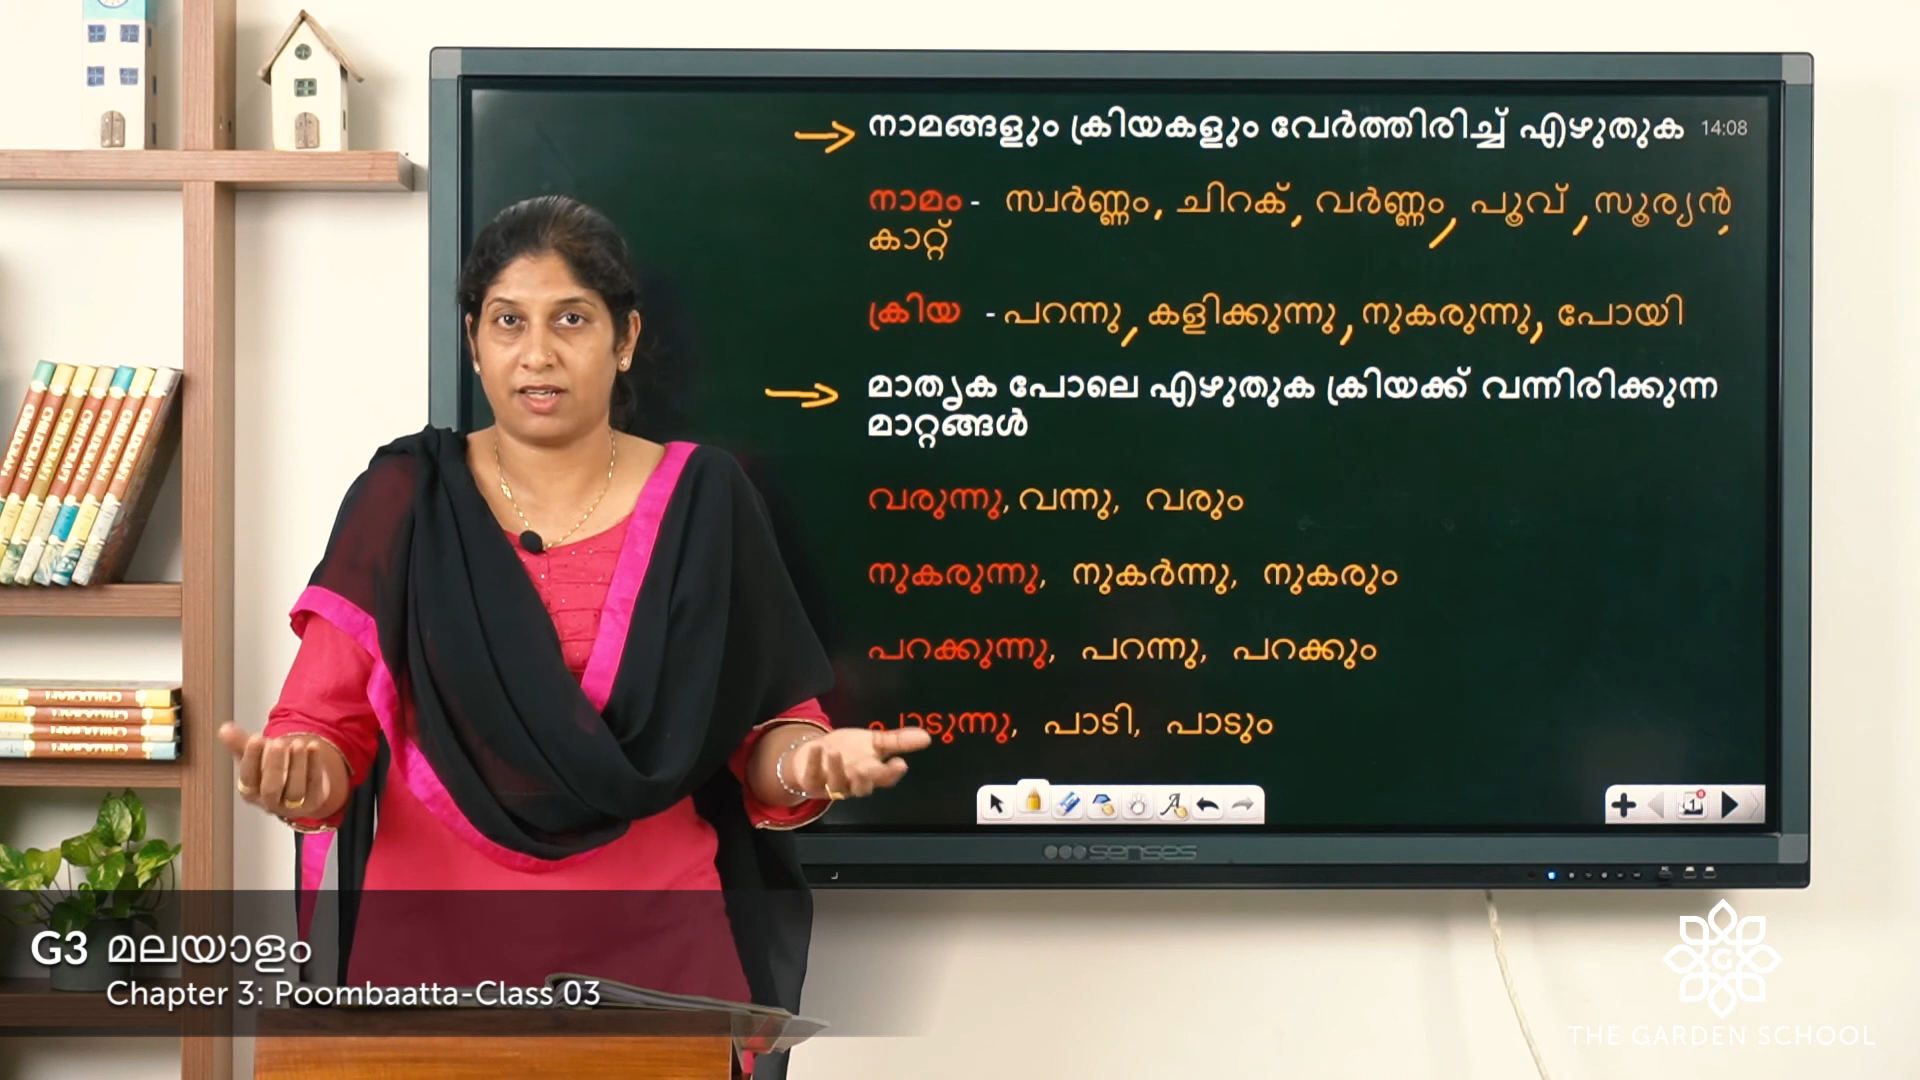 നാമങ്ങളും ക്രിയകളും വേർത്തിരിച്ച് എഴുതുക 14:08
നാമം - സ്വർണ്ണം, ചിറക്, വർണ്ണം, പൂവ്, സൂര്യൻ,
കാറ്റ്
ക്രിയ - പറന്നു, കളിക്കുന്നു, നുകരുന്നു, പോയി
മാതൃക പോലെ എഴുതുക ക്രിയക്ക് വന്നിരിക്കുന്ന
മാറ്റങ്ങൾ
വരുന്നു, വന്നു, വരും
നുകരുന്നു, നുകർന്നു, നുകരും
പറക്കുന്നു, പറന്നു, പറക്കും
പാടുന്നു, പാടി, പാടും
senses
G3 മലയാളം
Chapter 3: Poombaatta-Class 03
G
THE GARDEN SCHOOL